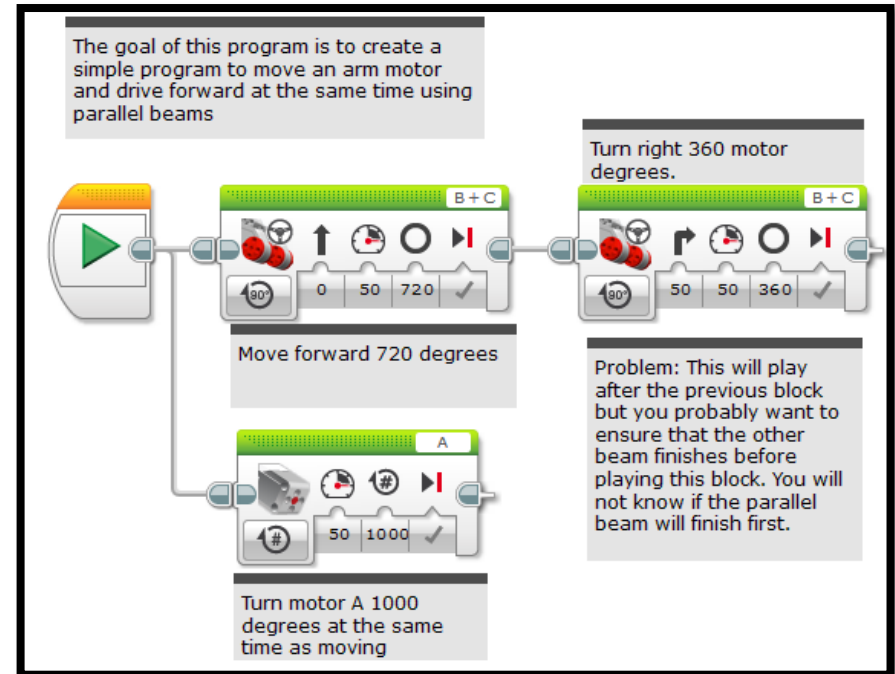 The goal of this program is to create a
simple program to move an arm motor
and drive forward at the same time using
parallel beams
Turn right 360 motor
degrees.
B+C
B+C
90°
0 50 720
90°
50 50 360
Move forward 720 degrees
Problem: This will play
after the previous block
but you probably want to
ensure that the other
beam finishes before
playing this block. You will
not know if the parallel
beam will finish first.
A
#
#
50 1000
Turn motor A 1000
degrees at the same
time as moving